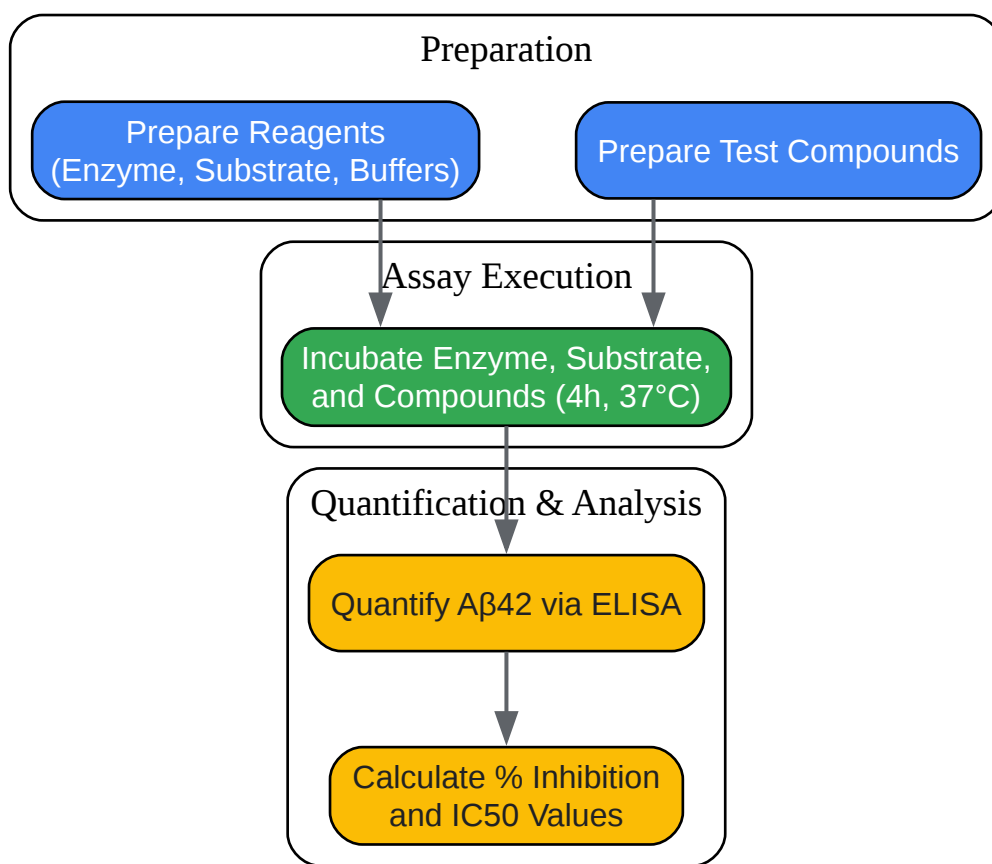 Preparation
Prepare Reagents
(Enzyme, Substrate, Buffers)
Prepare Test Compounds
Assay Execution
Incubate Enzyme, Substrate,
and Compounds (4h, 37°C)
Quantification & Analysis
Quantify Aβ42 via ELISA
Calculate % Inhibition
and IC50 Values